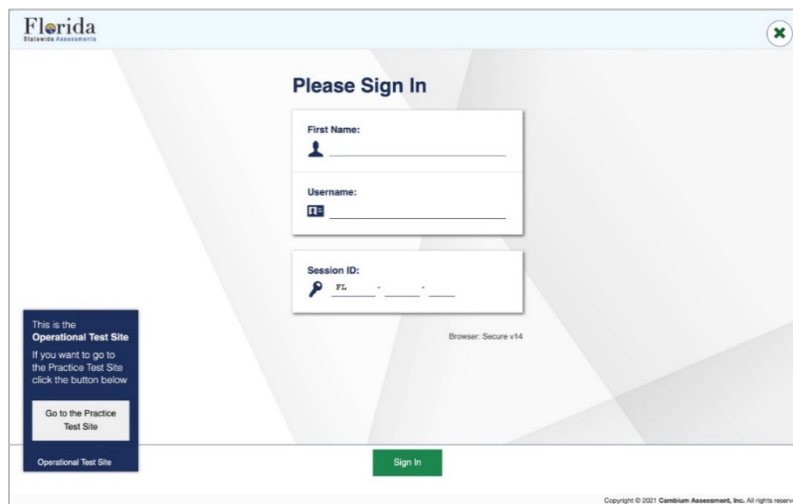 Florida
Statewide Assessments
Please Sign In
First Name:
Username:
Session ID:
FL - -
Browser: Secure v14
This is the
Operational Test Site
If you want to go to
the Practice Test Site
click the button below
Go to the Practice
Test Site
Operational Test Site
Sign In
Copyright © 2021 Cambium Assessment, Inc. All rights reserve